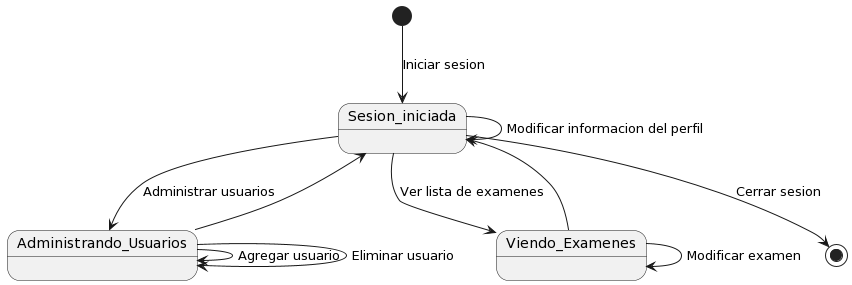 Iniciar sesion
Sesion_iniciada
Modificar informacion del perfil
Administrar usuarios
Ver lista de examenes
Cerrar sesion
Administrando_Usuarios
Agregar usuario
Eliminar usuario
Viendo_Examenes
Modificar examen